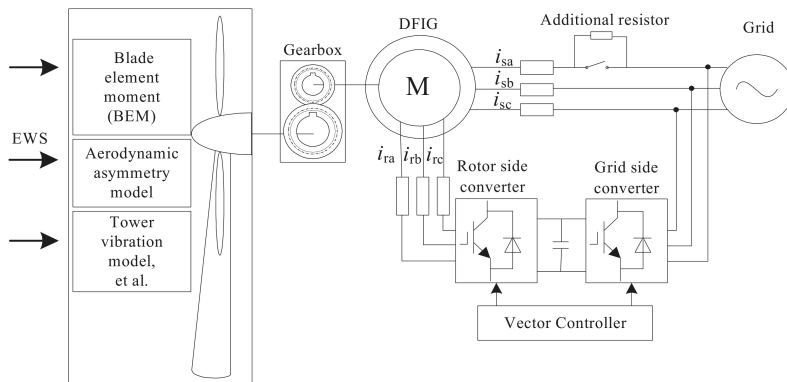 DFIG
Additional resistor
Grid
Gearbox
Blade
element
moment
(BEM)
EWS
Aerodynamic
asymmetry
model
Tower
vibration
model,
et al.
M
isa
isb
isc
ira irb irc
Rotor side
converter
Grid side
converter
Vector Controller